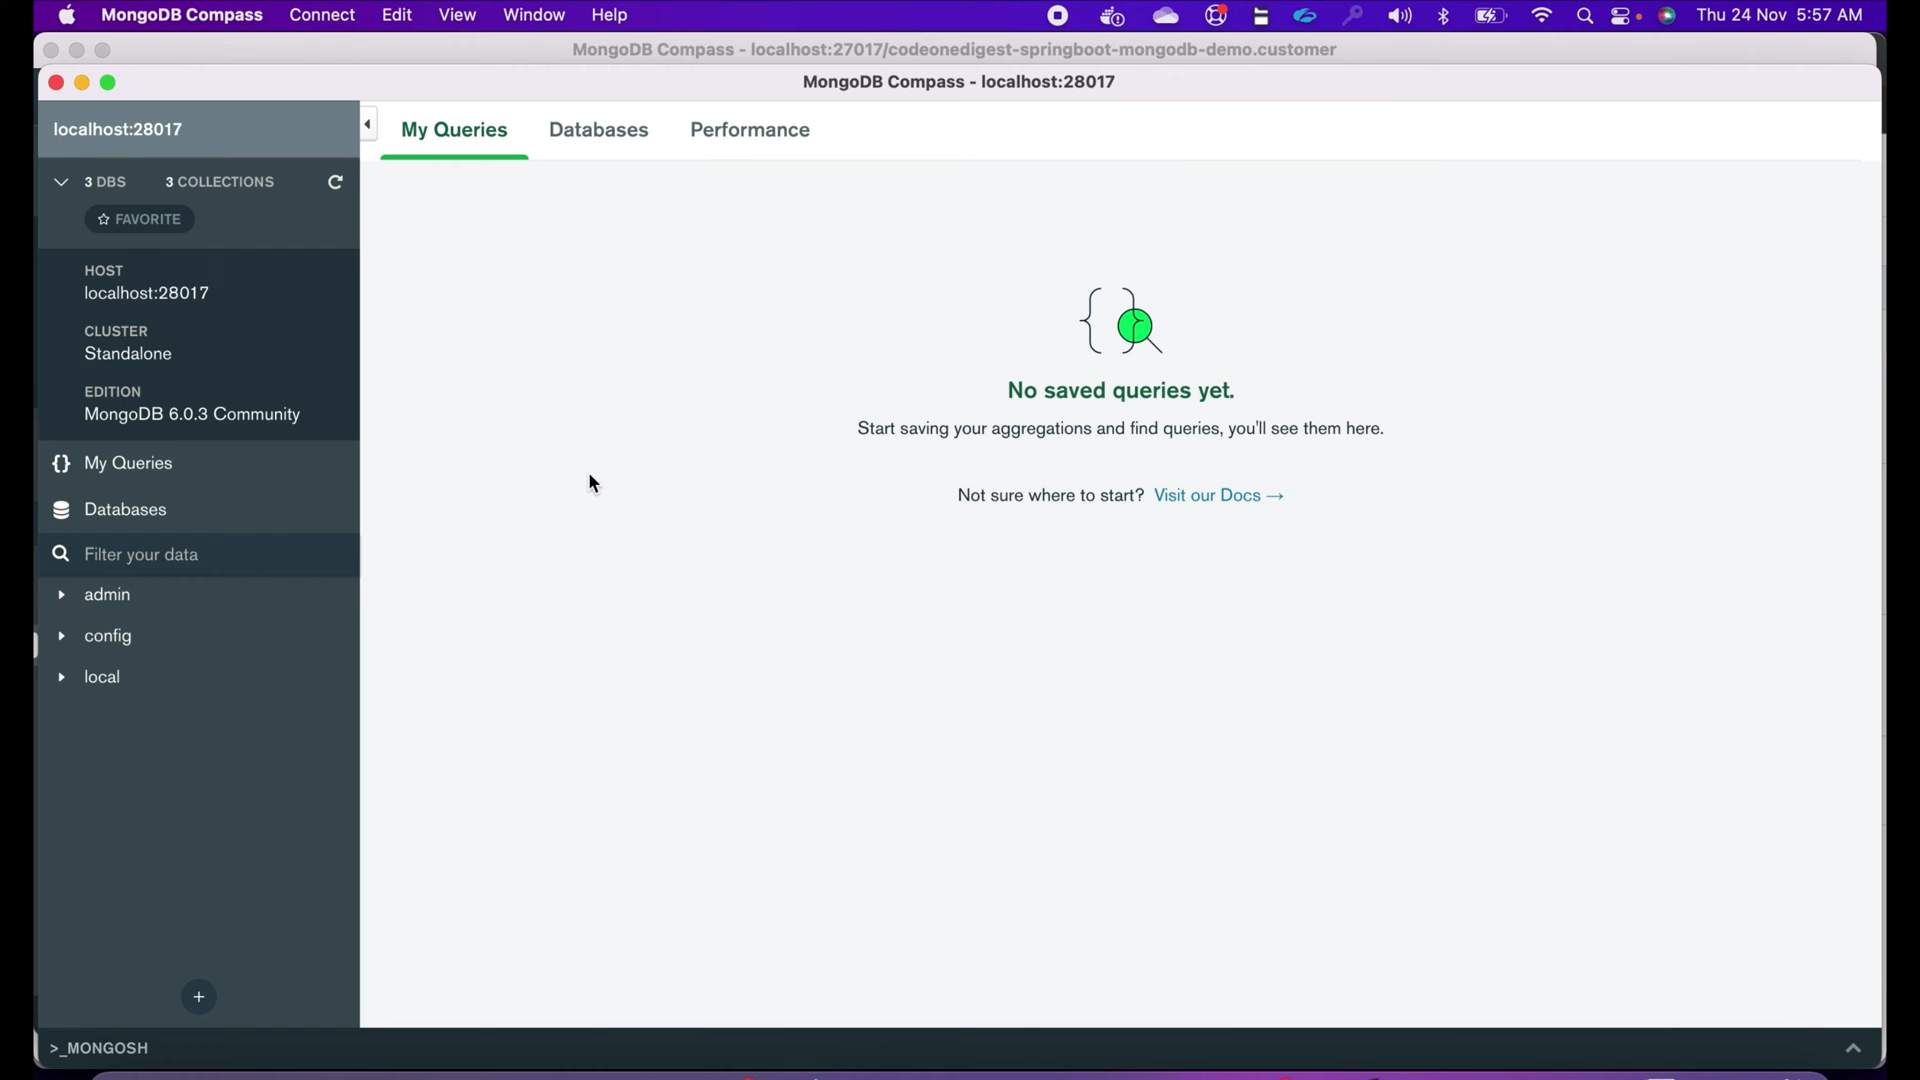 MongoDB Compass Connect Edit View Window Help Thu 24 Nov 5:57 AM
MongoDB Compass - localhost:27017/codeonedigest-springboot-mongodb-demo.customer
MongoDB Compass - localhost:28017
localhost:28017
My Queries Databases Performance
3 DBS 3 COLLECTIONS
FAVORITE
HOST
localhost:28017
CLUSTER
Standalone
EDITION
MongoDB 6.0.3 Community
{} My Queries
Databases
Filter your data
admin
config
local
+
No saved queries yet.
Start saving your aggregations and find queries, you'll see them here.
Not sure where to start? Visit our Docs →
>_MONGOSH